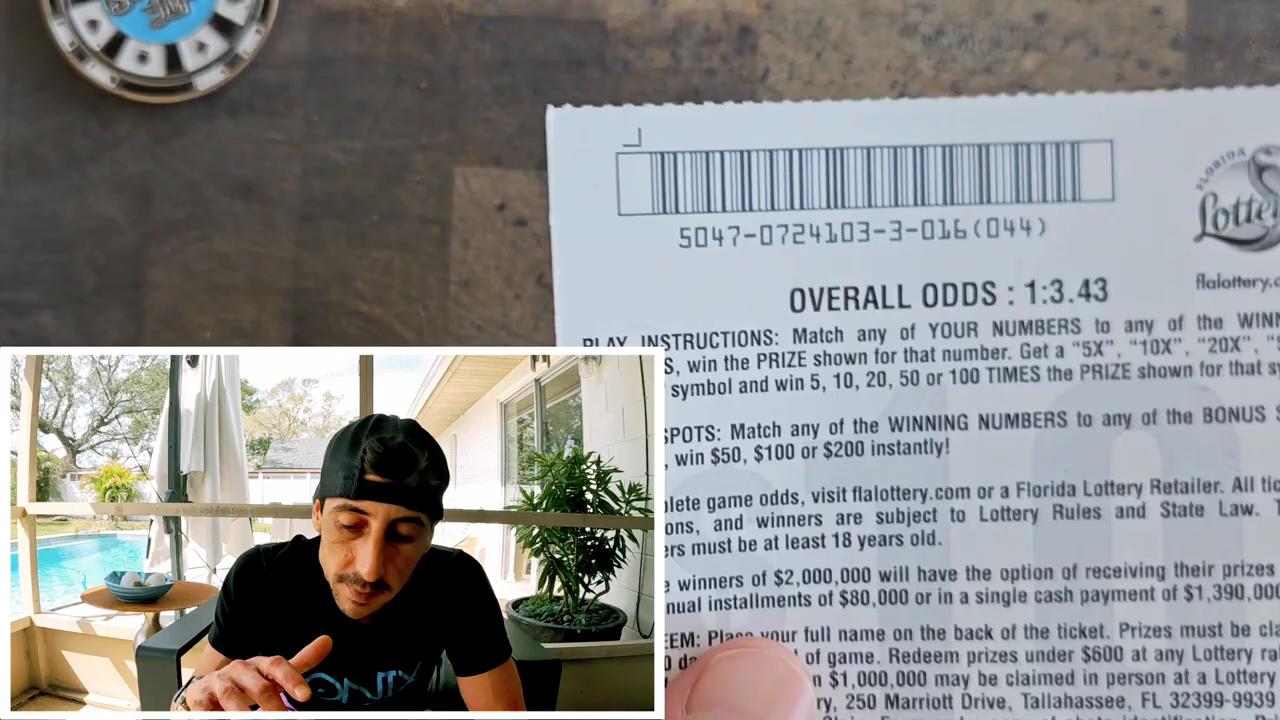 5047-0724103-3-016(044)
FLORIDA
Lotte
flalottery.c
OVERALL ODDS : 1:3.43
PLAY INSTRUCTIONS: Match any of YOUR NUMBERS to any of the WINN
S, win the PRIZE shown for that number. Get a "5X", "10X", "20X",
symbol and win 5, 10, 20, 50 or 100 TIMES the PRIZE shown for that sy
SPOTS: Match any of the WINNING NUMBERS to any of the BONUS S
, win $50, $100 or $200 instantly!
plete game odds, visit flalottery.com or a Florida Lottery Retailer. All tic
ons, and winners are subject to Lottery Rules and State Law. T
ers must be at least 18 years old.
e winners of $2,000,000 will have the option of receiving their prizes
nual installments of $80,000 or in a single cash payment of $1,390,000
EEM: Place your full name on the back of the ticket. Prizes must be cla
0 da of game. Redeem prizes under $600 at any Lottery ra
n $1,000,000 may be claimed in person at a Lottery
ry, 250 Marriott Drive, Tallahassee, FL 32399-9939